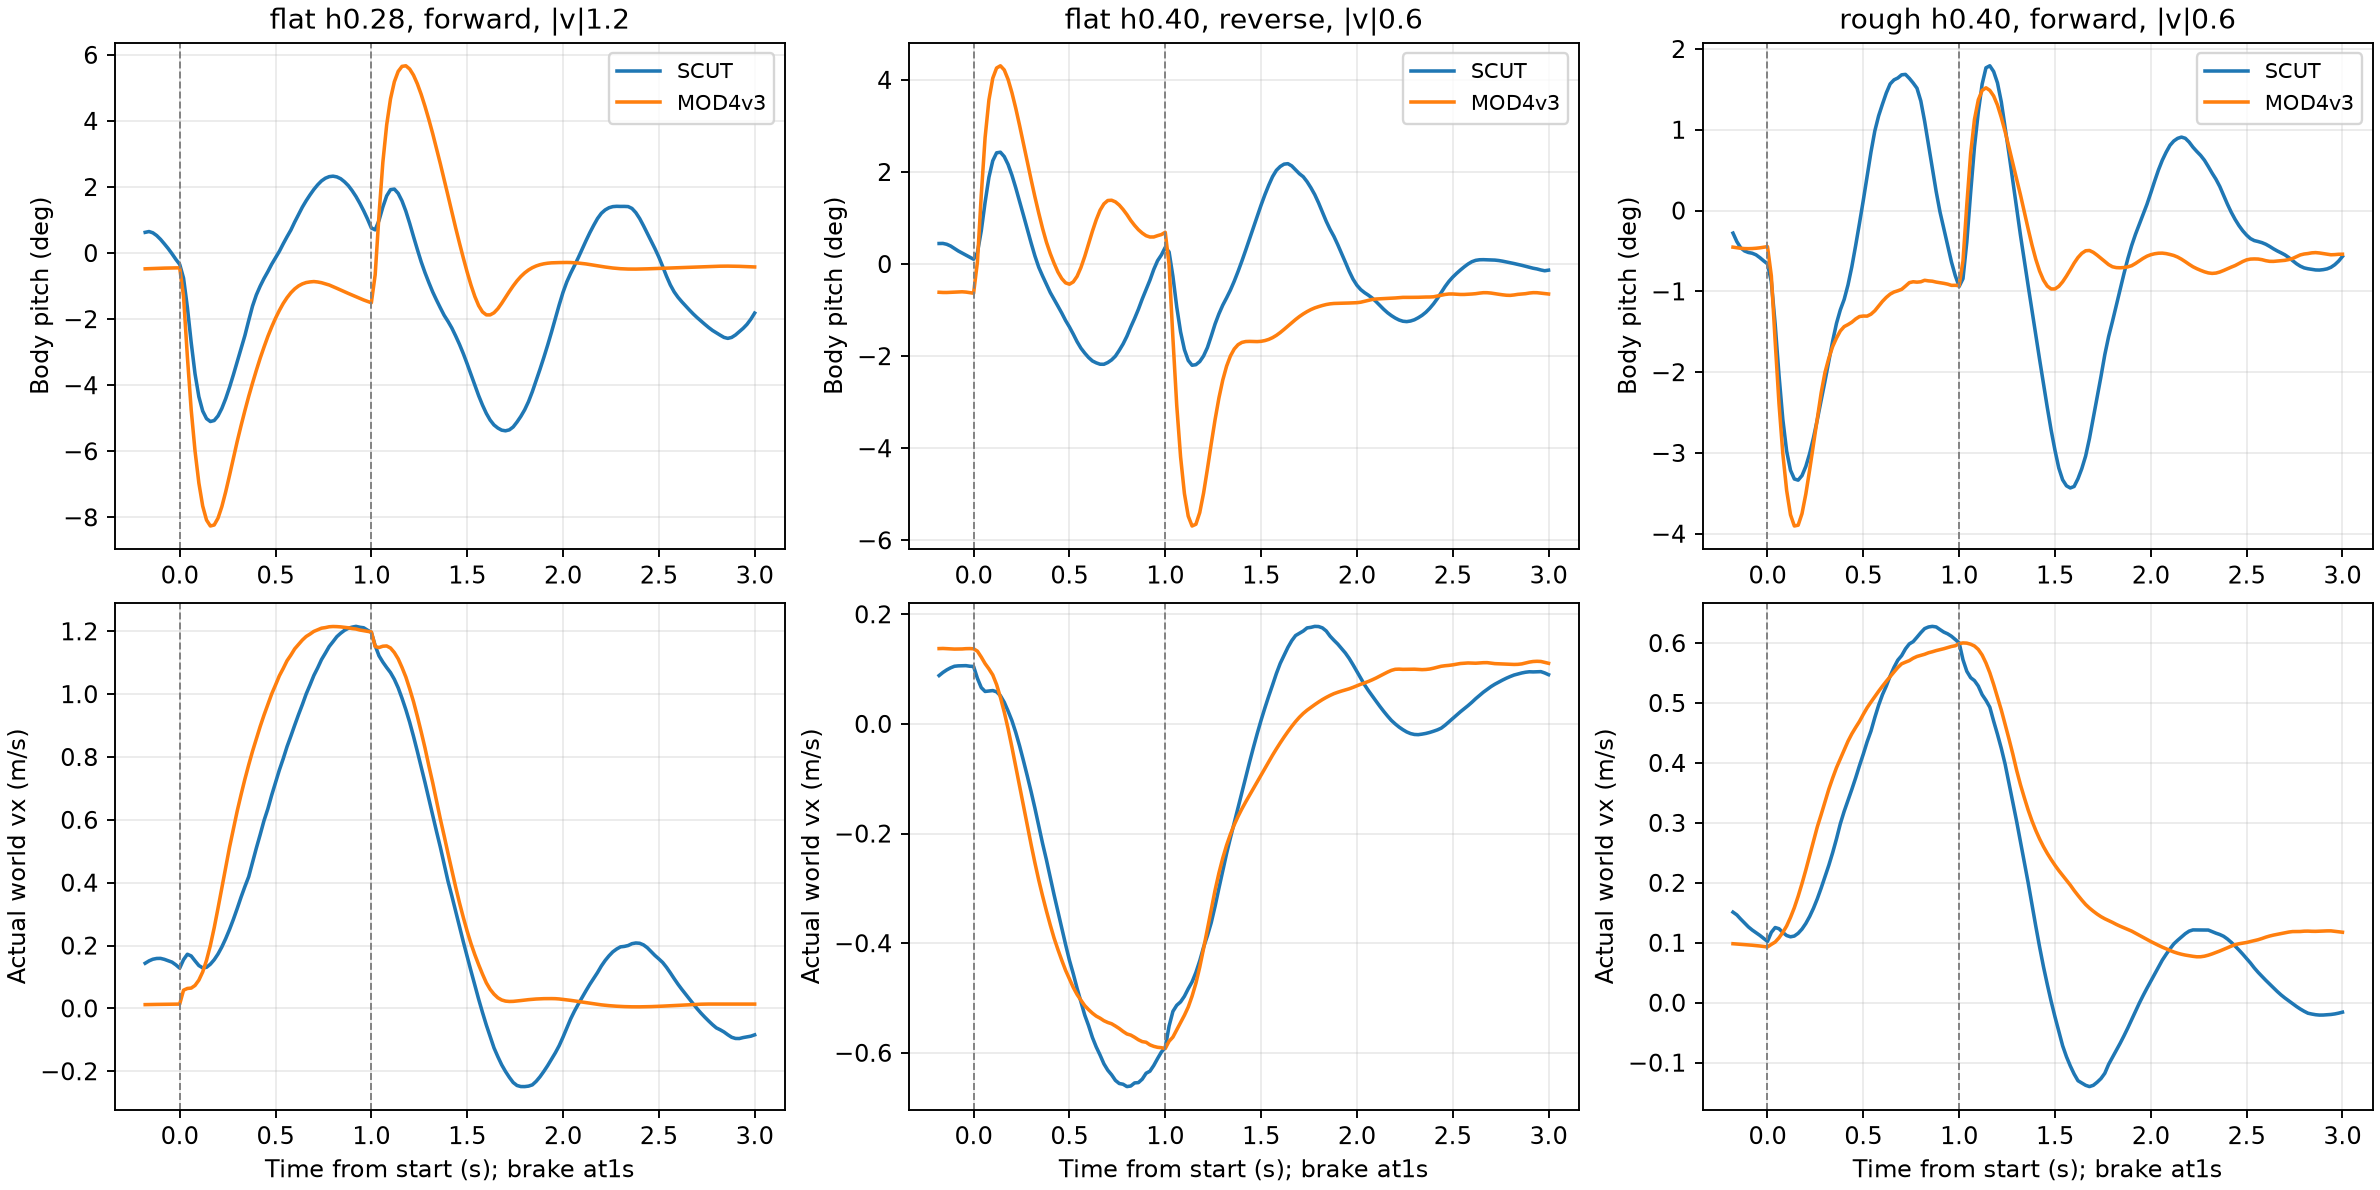 flat h0.28, forward, |v|1.2
6
4
2
0
−2
−4
−6
−8
Body pitch (deg)
SCUT
MOD4v3
0.0 0.5 1.0 1.5 2.0 2.5 3.0
flat h0.40, reverse, |v|0.6
4
2
0
−2
−4
−6
Body pitch (deg)
SCUT
MOD4v3
0.0 0.5 1.0 1.5 2.0 2.5 3.0
rough h0.40, forward, |v|0.6
2
1
0
−1
−2
−3
−4
Body pitch (deg)
SCUT
MOD4v3
0.0 0.5 1.0 1.5 2.0 2.5 3.0
1.2
1.0
0.8
0.6
0.4
0.2
0.0
−0.2
Actual world vx (m/s)
0.0 0.5 1.0 1.5 2.0 2.5 3.0
Time from start (s); brake at1s
0.2
0.0
−0.2
−0.4
−0.6
Actual world vx (m/s)
0.0 0.5 1.0 1.5 2.0 2.5 3.0
Time from start (s); brake at1s
0.6
0.5
0.4
0.3
0.2
0.1
0.0
−0.1
Actual world vx (m/s)
0.0 0.5 1.0 1.5 2.0 2.5 3.0
Time from start (s); brake at1s